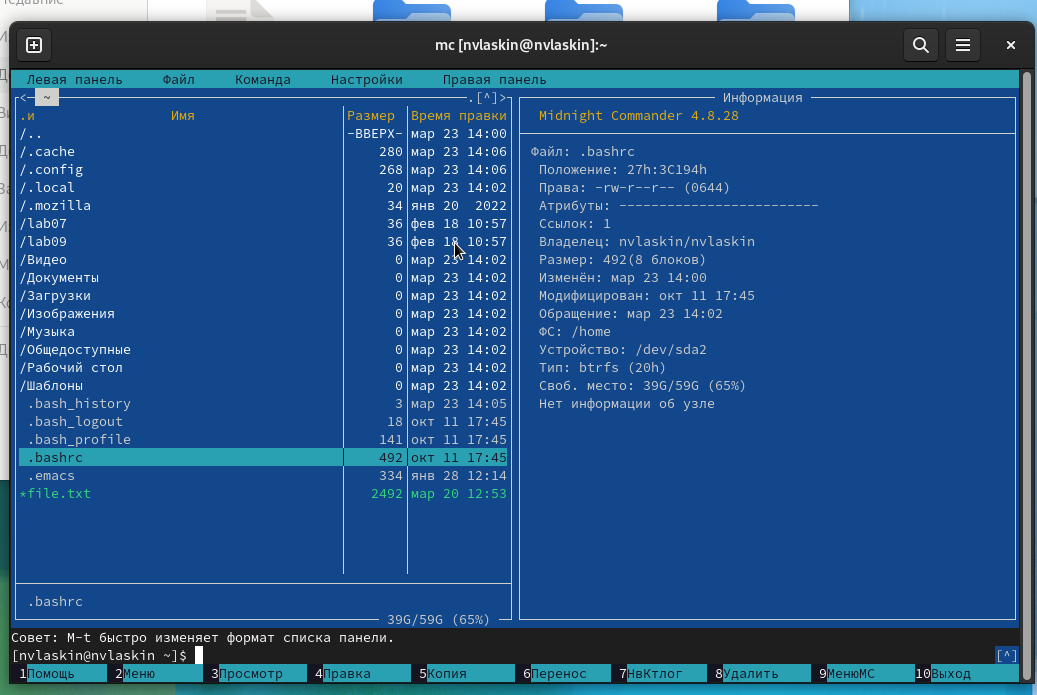 mc [nvlaskin@nvlaskin]:~
Левая панель Файл Команда Настройки Правая панель
<─ ~ .[^]> Информация
.и Имя Размер Время правки
Midnight Commander 4.8.28
/.. -ВВЕРХ- мар 23 14:00
/.cache 280 мар 23 14:06
Файл: .bashrc
/.config 268 мар 23 14:06
Положение: 27h:3C194h
/.local 20 мар 23 14:02
Права: -rw-r--r-- (0644)
/.mozilla 34 янв 20 2022
Атрибуты: -------------------------
/lab07 36 фев 18 10:57
Ссылок: 1
/lab09 36 фев 18 10:57
Владелец: nvlaskin/nvlaskin
/Видео 0 мар 23 14:02
Размер: 492(8 блоков)
/Документы 0 мар 23 14:02
Изменён: мар 23 14:00
/Загрузки 0 мар 23 14:02
Модифицирован: окт 11 17:45
/Изображения 0 мар 23 14:02
Обращение: мар 23 14:02
/Музыка 0 мар 23 14:02
ФС: /home
/Общедоступные 0 мар 23 14:02
Устройство: /dev/sda2
/Рабочий стол 0 мар 23 14:02
Тип: btrfs (20h)
/Шаблоны 0 мар 23 14:02
Своб. место: 39G/59G (65%)
.bash_history 3 мар 23 14:05
Нет информации об узле
.bash_logout 18 окт 11 17:45
.bash_profile 141 окт 11 17:45
.bashrc 492 окт 11 17:45
.emacs 334 янв 28 12:14
*file.txt 2492 мар 20 12:53
.bashrc
39G/59G (65%)
Совет: M-t быстро изменяет формат списка панели.
[nvlaskin@nvlaskin ~]$ [^]
1Помощь 2Меню 3Просмотр 4Правка 5Копия 6Перенос 7НвКтлог 8Удалить 9МенюМС 10Выход